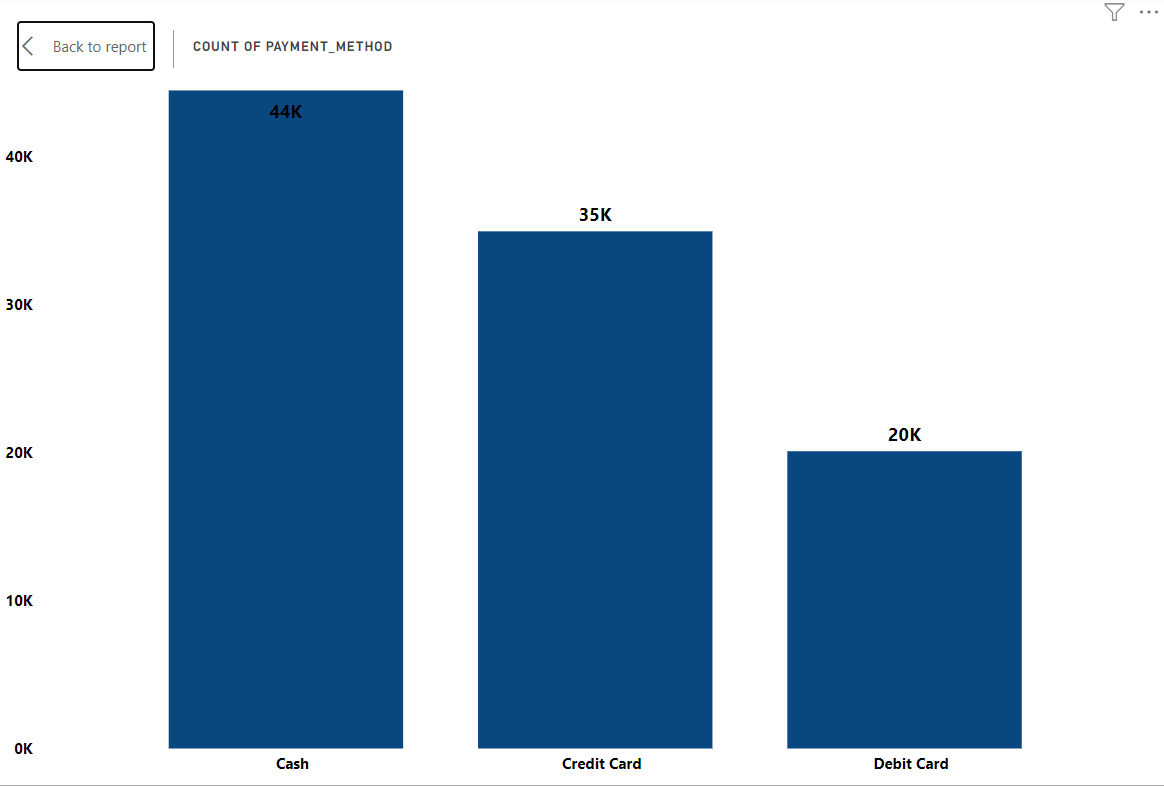 Back to report
COUNT OF PAYMENT_METHOD
44K
40K
35K
30K
20K
20K
10K
0K
Cash
Credit Card
Debit Card